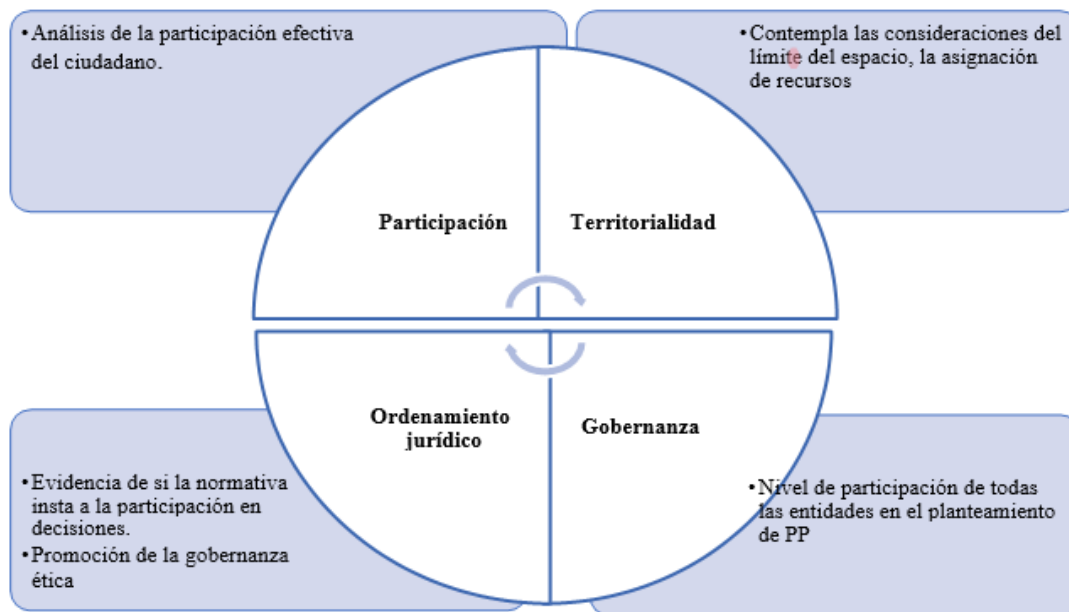 •Análisis de la participación efectiva
del ciudadano.
•Contempla las consideraciones del
límite del espacio, la asignación
de recursos
Participación
Territorialidad
Ordenamiento
jurídico
Gobernanza
•Evidencia de si la normativa
insta a la participación en
decisiones.
•Promoción de la gobernanza
ética
•Nivel de participación de todas
las entidades en el planteamiento
de PP